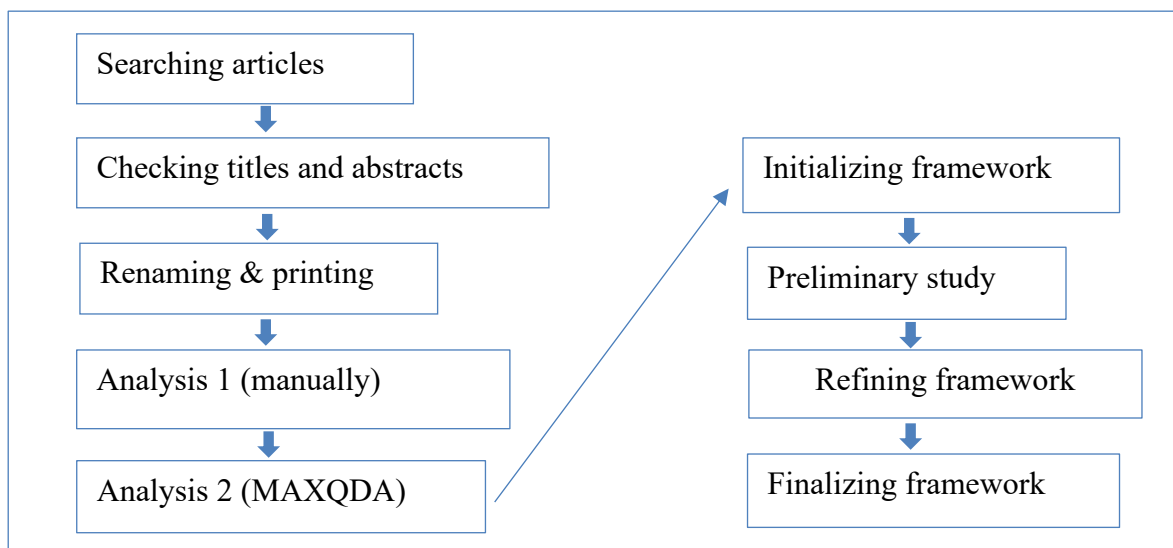 Searching articles
Checking titles and abstracts
Renaming & printing
Analysis 1 (manually)
Analysis 2 (MAXQDA)
Initializing framework
Preliminary study
Refining framework
Finalizing framework